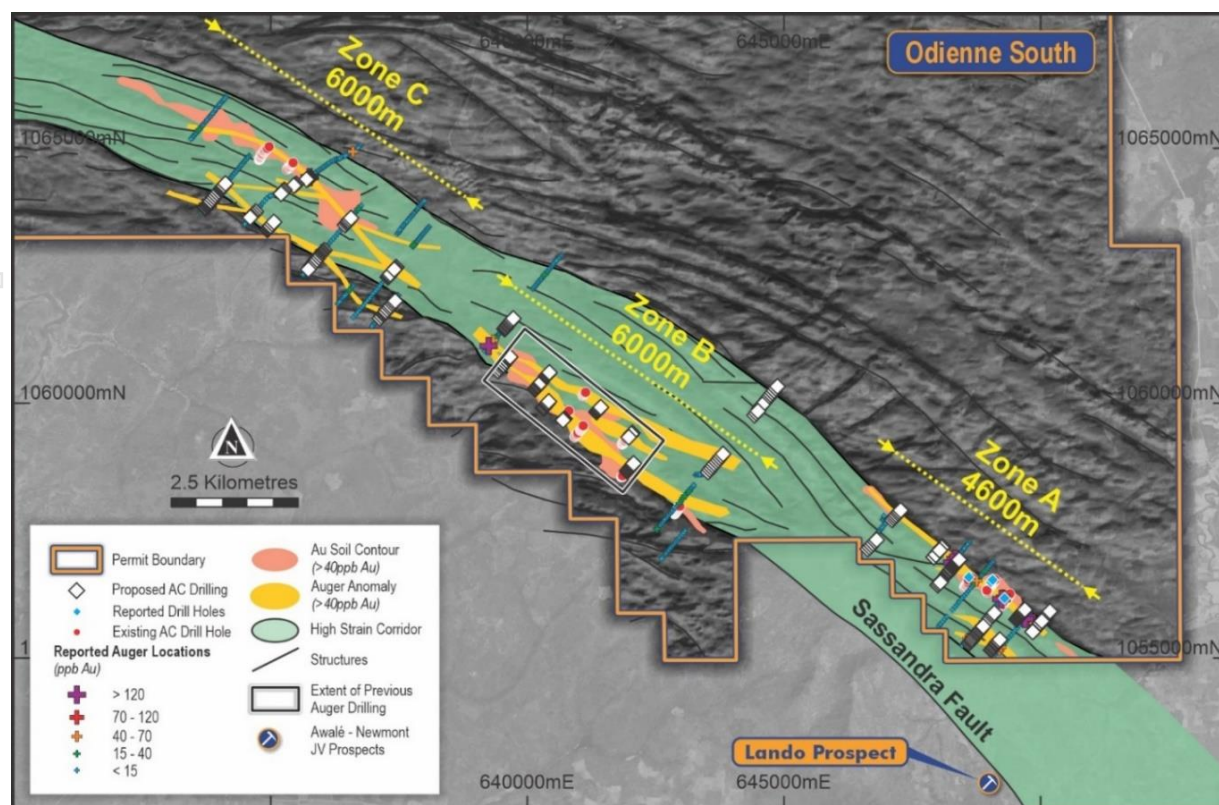 640000mE
645000mE
Odienne South
Zone C
6000m
1065000mN
1065000mN
Zone B
6000m
1060000mN
1060000mN
Zone A
4600m
N
2.5 Kilometres
Permit Boundary
Proposed AC Drilling
Reported Drill Holes
Existing AC Drill Hole
Reported Auger Locations
(ppb Au)
> 120
70 - 120
40 - 70
15 - 40
< 15
Au Soil Contour
(>40ppb Au)
Auger Anomaly
(>40ppb Au)
High Strain Corridor
Structures
Extent of Previous
Auger Drilling
Awalé - Newmont
JV Prospects
1055000mN
Sassandra Fault
Lando Prospect
640000mE
645000mE